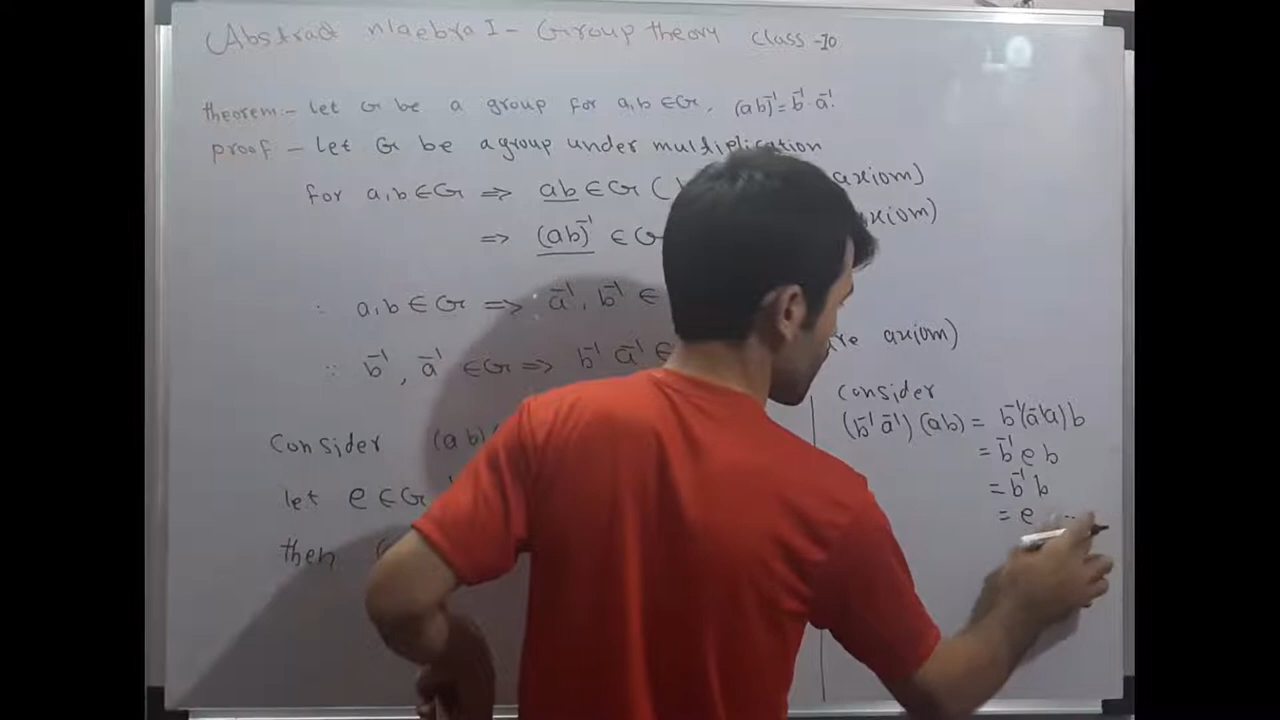 Abstract Algebra I - Group theory class -10
theorem:- let G be a group for a,b ∈ G, (ab)⁻¹ = b⁻¹ . a⁻¹.
proof - let G be a group under multiplication
for a,b ∈ G ⇒ ab ∈ G ( axiom)
⇒ (ab)⁻¹ ∈ G axiom)
∴ a,b ∈ G ⇒ a⁻¹, b⁻¹ ∈
∵ b⁻¹, a⁻¹ ∈ G ⇒ b⁻¹ a⁻¹ ∈ axiom)
Consider (ab)
let e ∈ G
then
Consider
(b⁻¹ a⁻¹) (ab) = b⁻¹(a⁻¹a) b
= b⁻¹ e b
= b⁻¹ b
= e